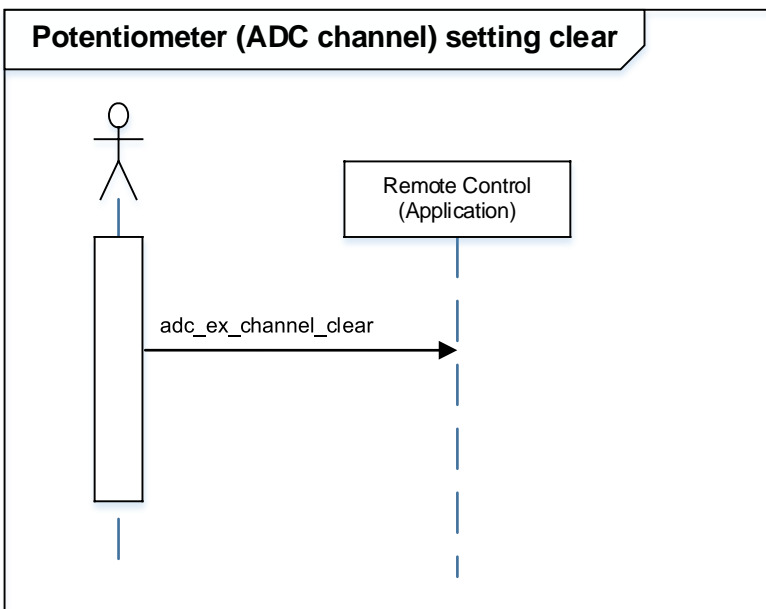 Potentiometer (ADC channel) setting clear
Remote Control
(Application)
adc_ex_channel_clear